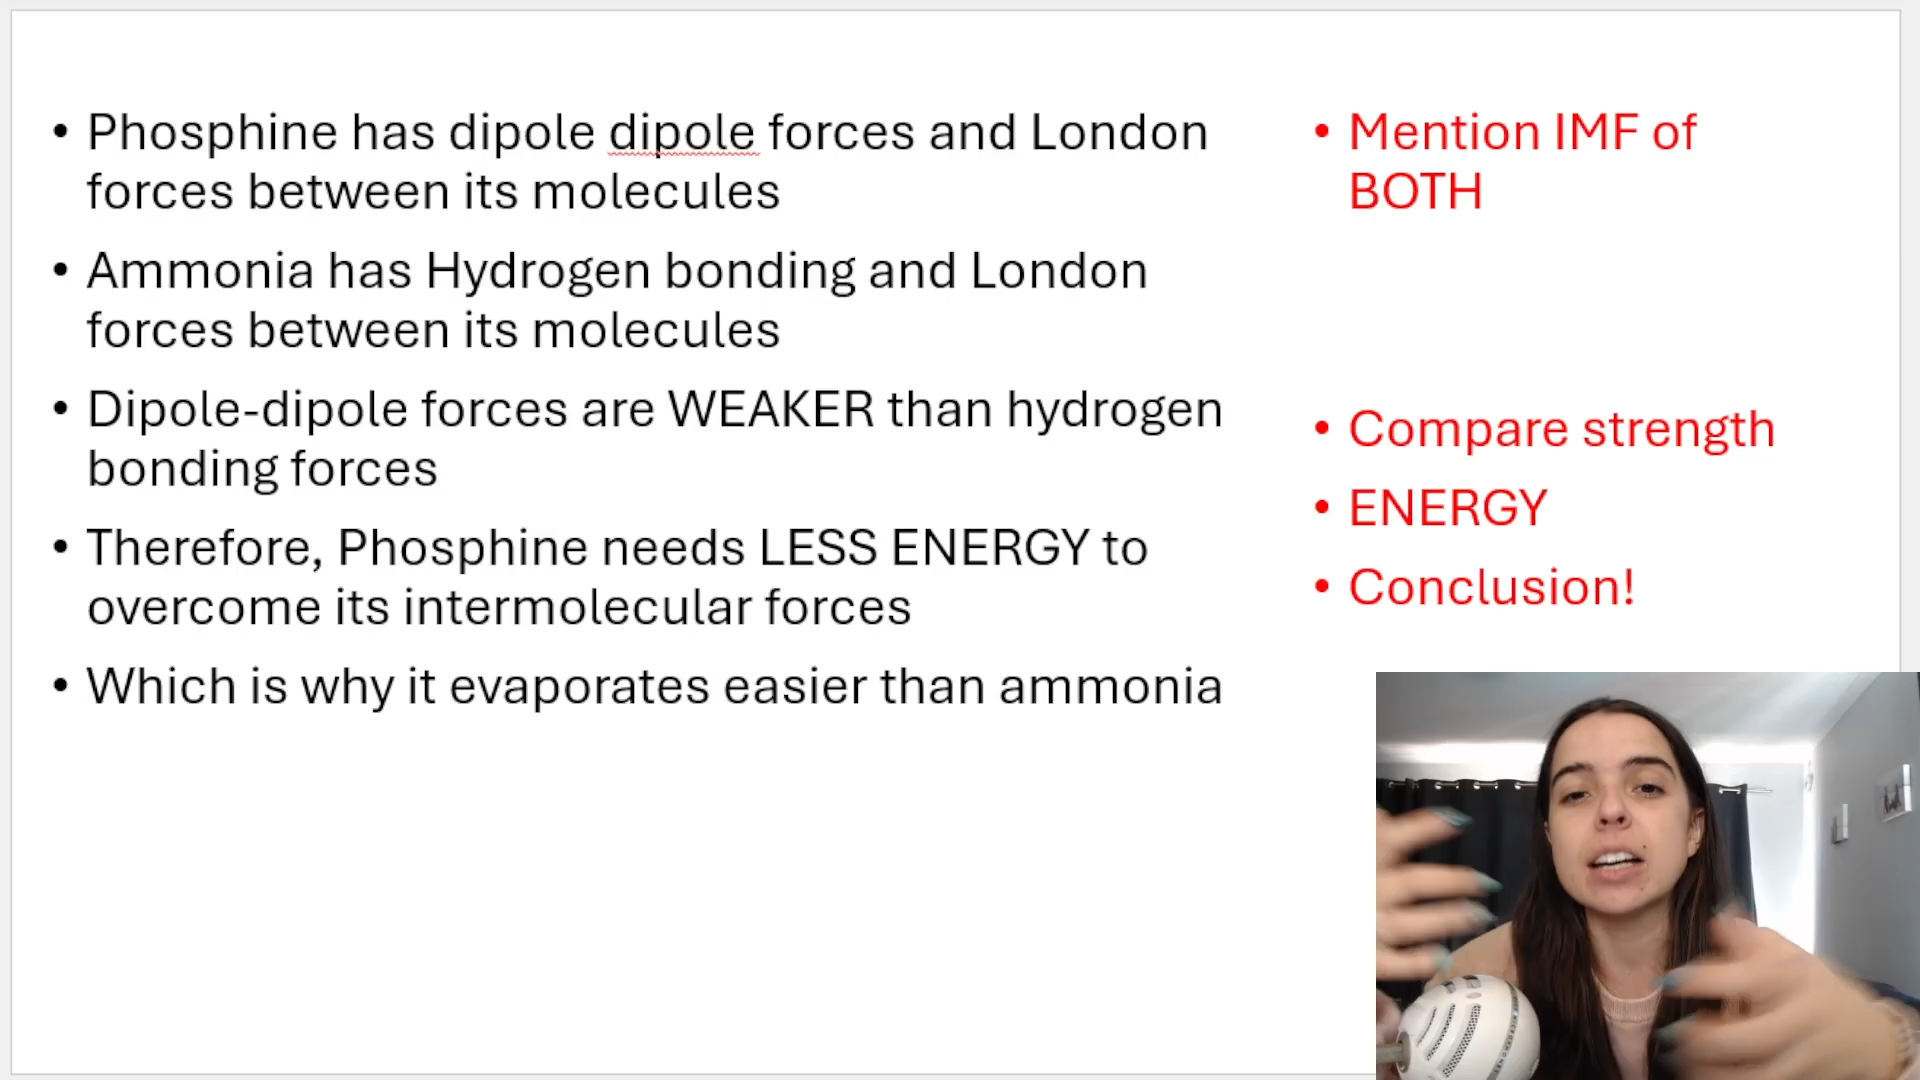 • Phosphine has dipole dipole forces and London
forces between its molecules
• Ammonia has Hydrogen bonding and London
forces between its molecules
• Dipole-dipole forces are WEAKER than hydrogen
bonding forces
• Therefore, Phosphine needs LESS ENERGY to
overcome its intermolecular forces
• Which is why it evaporates easier than ammonia
• Mention IMF of
BOTH
• Compare strength
• ENERGY
• Conclusion!